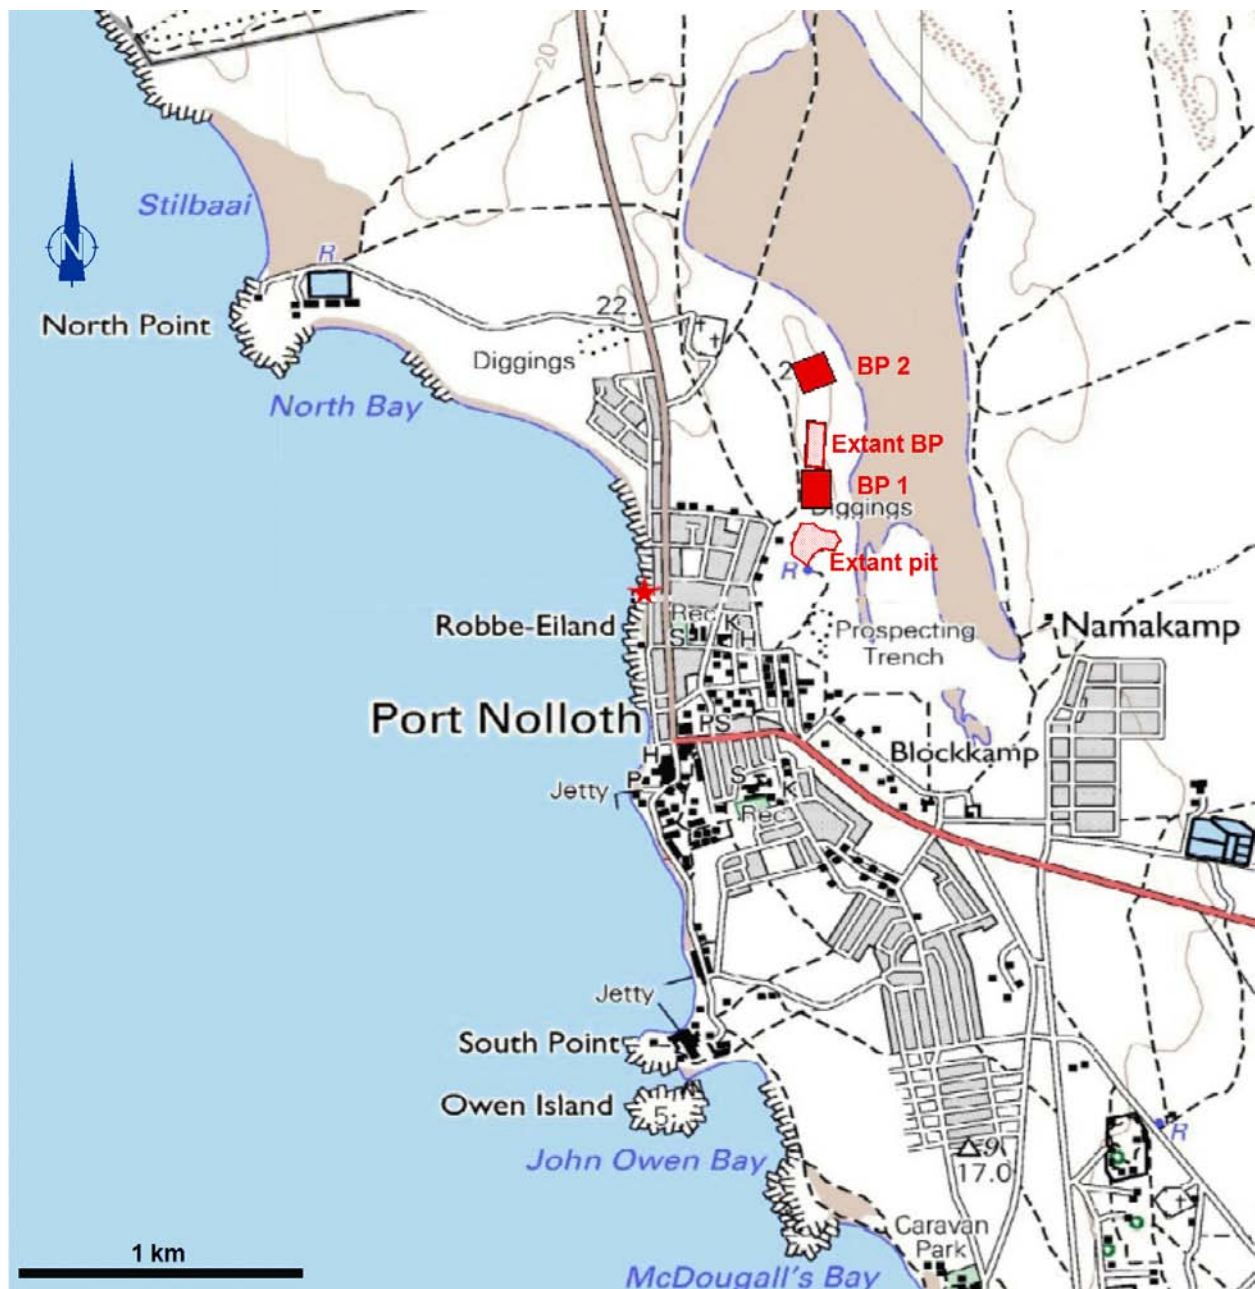 20
Stilbaai
N
R
North Point
22
Diggings
North Bay
2
BP 2
Extant BP
BP 1
Diggings
Extant pit
R
Robbe-Eiland
Rec
K
S
H
Prospecting
Trench
Namakamp
Port Nolloth
PS
Blockkamp
H
P
Jetty
S
K
Rec
Jetty
South Point
Owen Island
5
John Owen Bay
R
9
17.0
Caravan
Park
1 km
McDougall's Bay